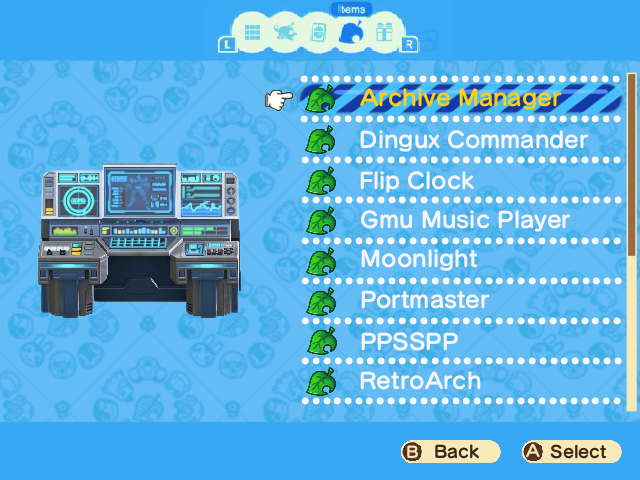 Items
L
R
Archive Manager
Dingux Commander
Flip Clock
Gmu Music Player
Moonlight
Portmaster
PPSSPP
RetroArch
B Back
A Select